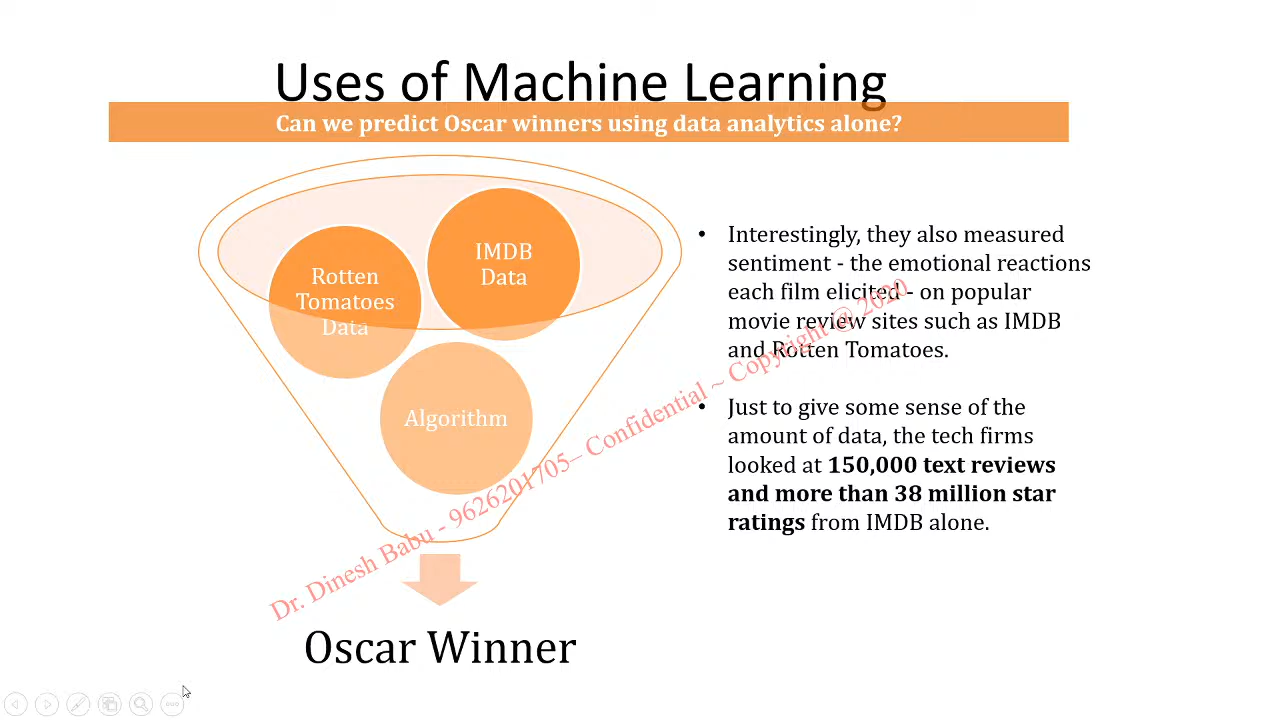 Uses of Machine Learning
Can we predict Oscar winners using data analytics alone?
Rotten
Tomatoes
Data
IMDB
Data
Algorithm
Oscar Winner
• Interestingly, they also measured
sentiment - the emotional reactions
each film elicited - on popular
movie review sites such as IMDB
and Rotten Tomatoes.
• Just to give some sense of the
amount of data, the tech firms
looked at 150,000 text reviews
and more than 38 million star
ratings from IMDB alone.
Dr. Dinesh Babu - 9626201705– Confidential ~ Copyright @ 2020